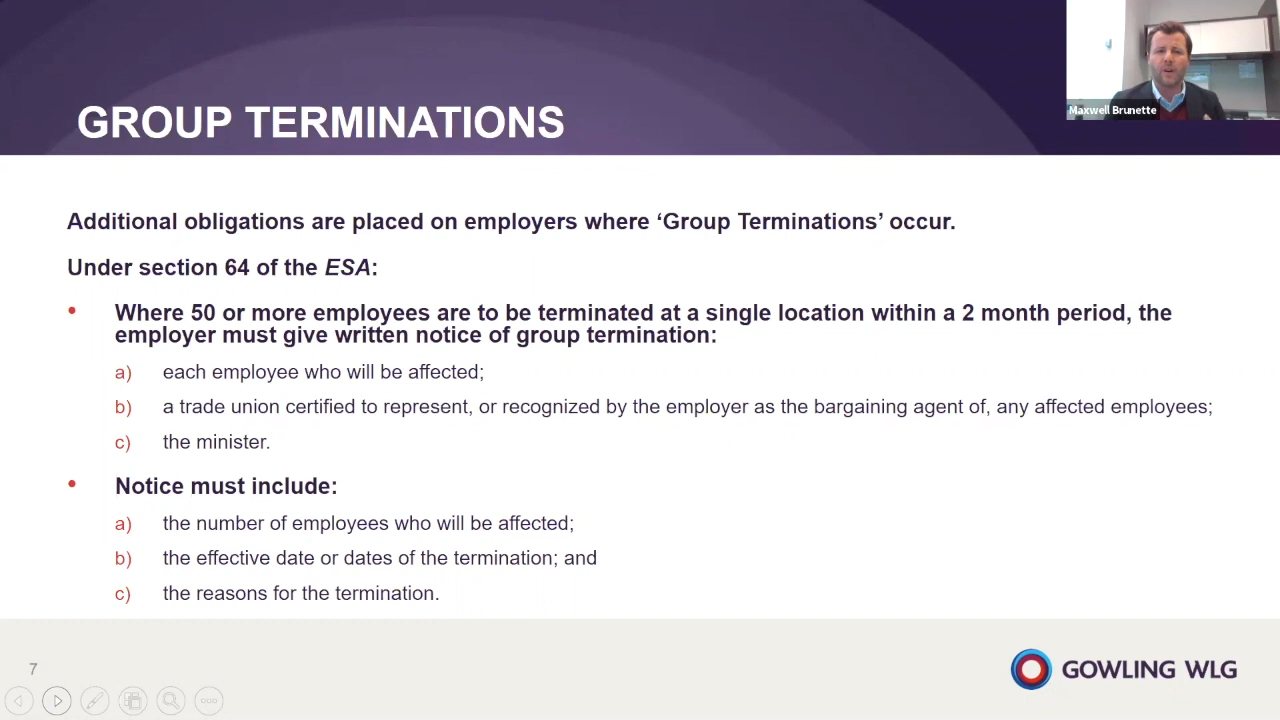 GROUP TERMINATIONS
Maxwell Brunette
Additional obligations are placed on employers where ‘Group Terminations’ occur.
Under section 64 of the ESA:
• Where 50 or more employees are to be terminated at a single location within a 2 month period, the
employer must give written notice of group termination:
a) each employee who will be affected;
b) a trade union certified to represent, or recognized by the employer as the bargaining agent of, any affected employees;
c) the minister.
• Notice must include:
a) the number of employees who will be affected;
b) the effective date or dates of the termination; and
c) the reasons for the termination.
7
GOWLING WLG